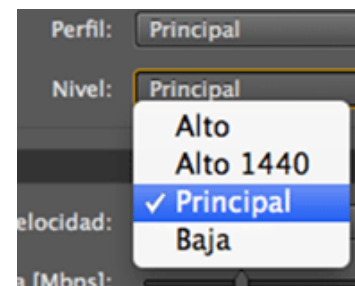 Perfil: Principal
Nivel: Principal
Alto
Alto 1440
✓ Principal
Baja
elocidad:
a [Mbps]: